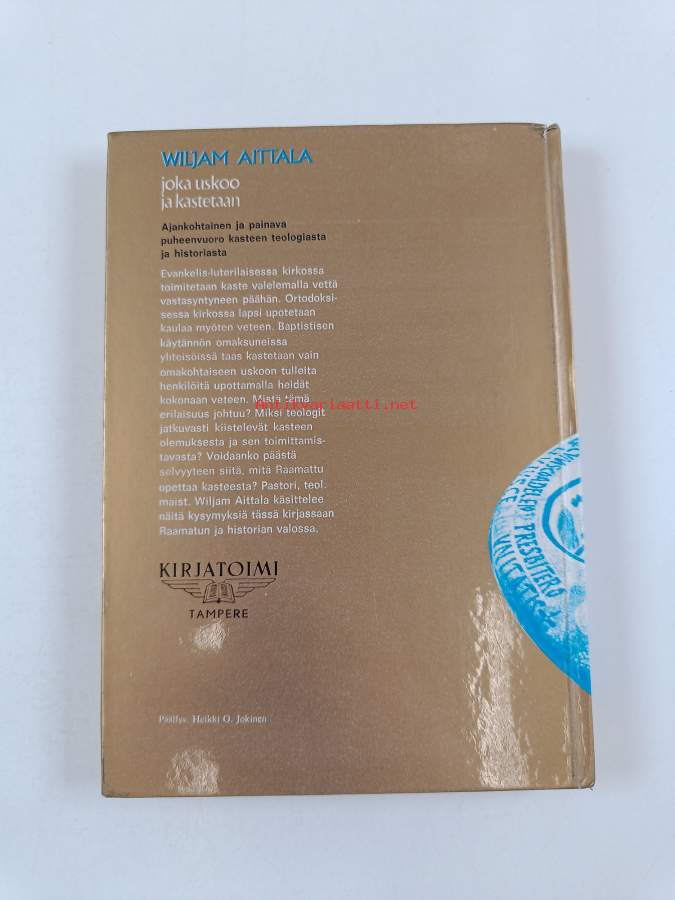 WILJAM AITTALA
joka uskoo
ja kastetaan
Ajankohtainen ja painava
puheenvuoro kasteen teologiasta
ja historiasta
Evankelis-luterilaisessa kirkossa
toimitetaan kaste valelemalla vettä
vastasyntyneen päähän. Ortodoksi-
sessa kirkossa lapsi upotetaan
kaulaa myöten veteen. Baptistisen
käytännön omaksuneissa
yhteisöissä taas kastetaan vain
omakohtaiseen uskoon tulleita
henkilöitä upottamalla heidät
kokonaan veteen. Mistä tämä
Antikvariaatti.net
erilaisuus johtuu? Miksi teologit
jatkuvasti kiistelevät kasteen
olemuksesta ja sen toimittamis-
tavasta? Voidaanko päästä
selvyyteen siitä, mitä Raamattu
opettaa kasteesta? Pastori, teol.
maist. Wiljam Aittala käsittelee
näitä kysymyksiä tässä kirjassaan
Raamatun ja historian valossa.
KIRJATOIMI
TAMPERE
Päällys: Heikki O. Jokinen
PRESBITERO